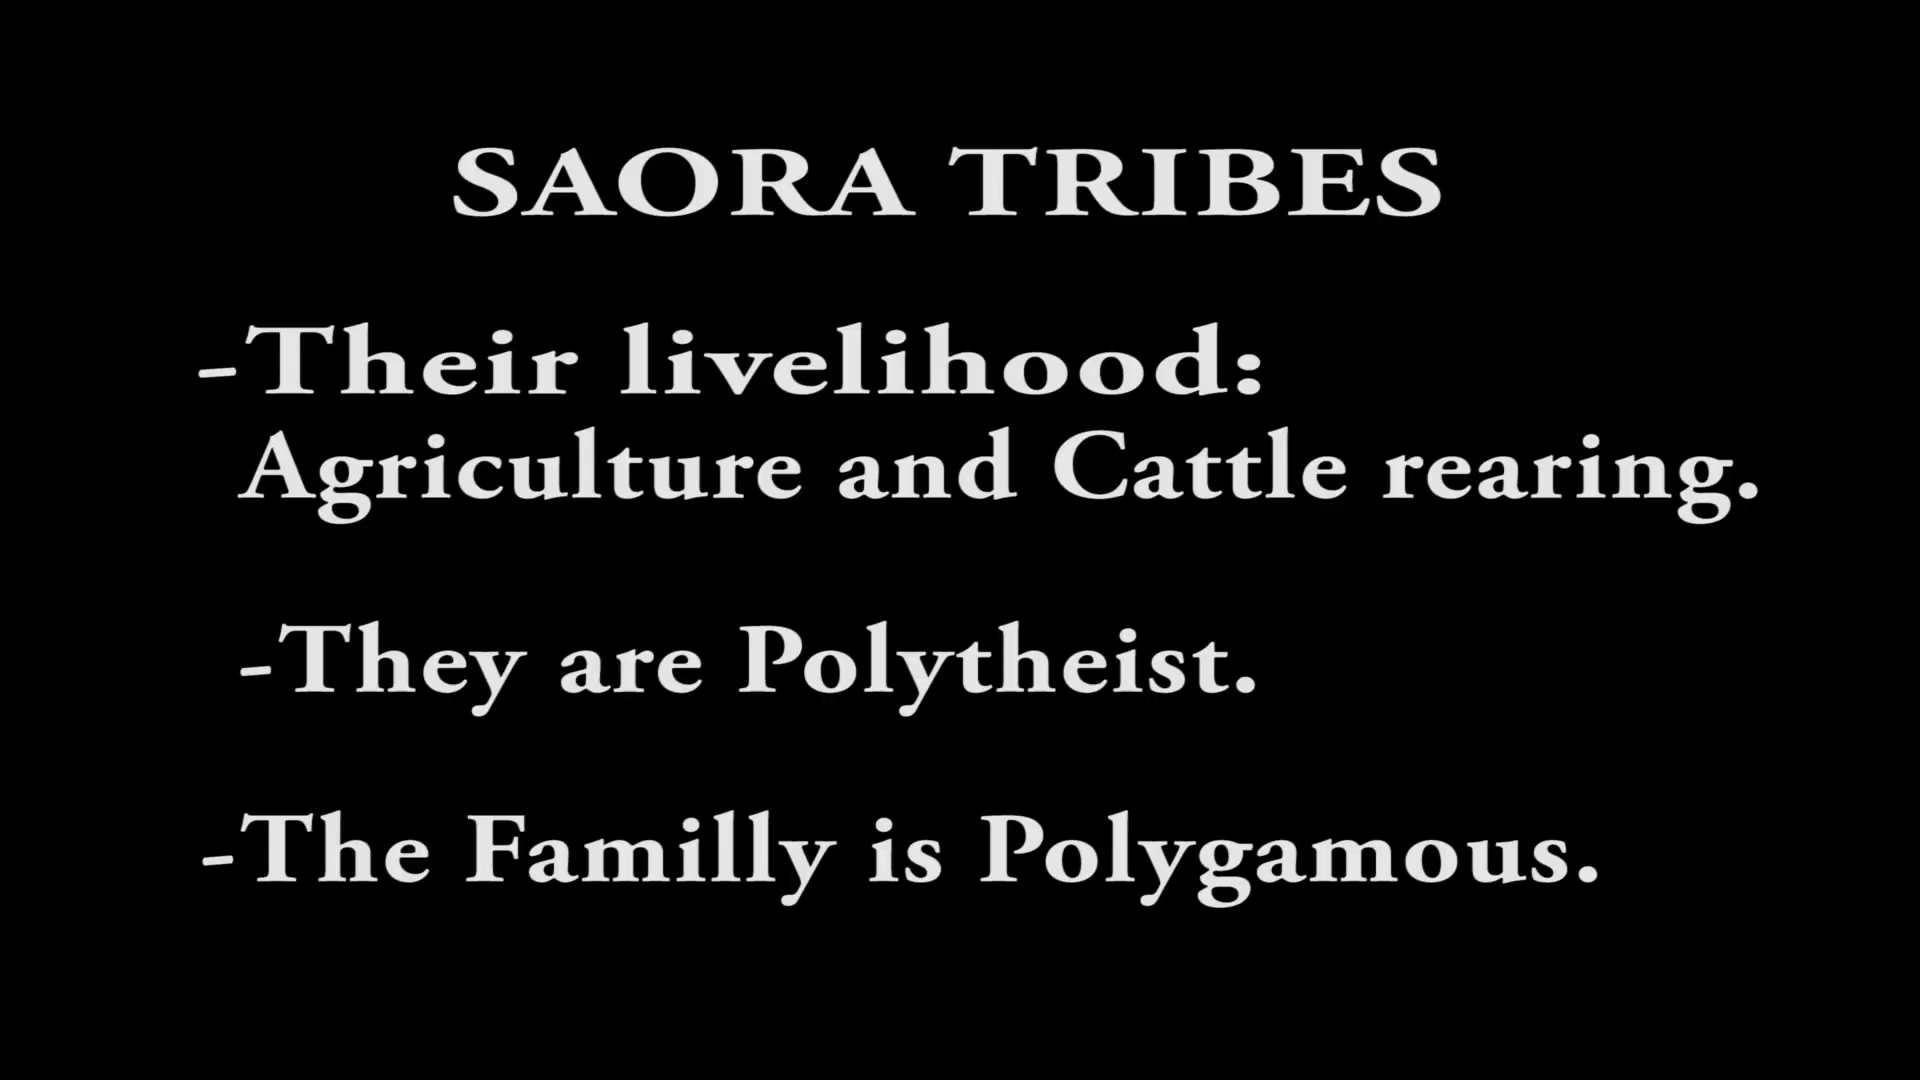 SAORA TRIBES
-Their livelihood:
Agriculture and Cattle rearing.
-They are Polytheist.
-The Familly is Polygamous.